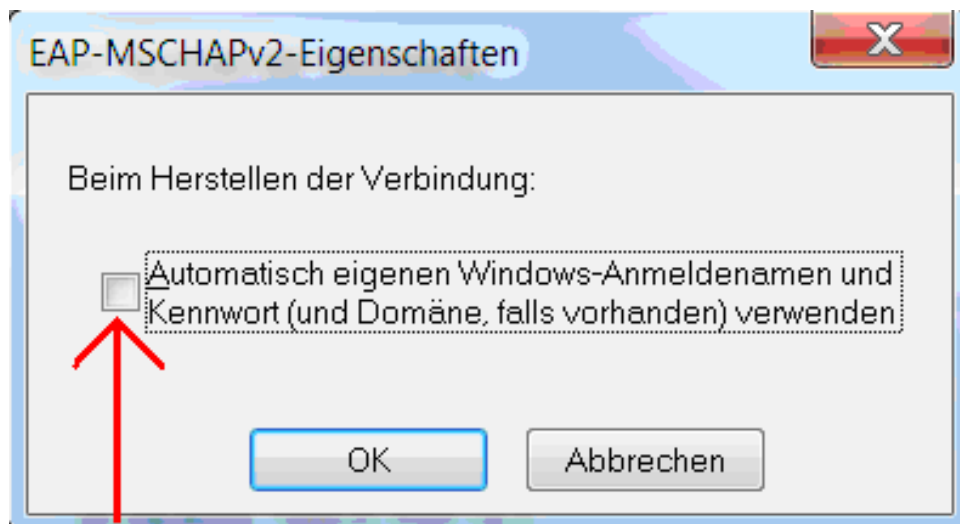 EAP-MSCHAPv2-Eigenschaften
Beim Herstellen der Verbindung:
Automatisch eigenen Windows-Anmeldenamen und
Kennwort (und Domäne, falls vorhanden) verwenden
OK Abbrechen